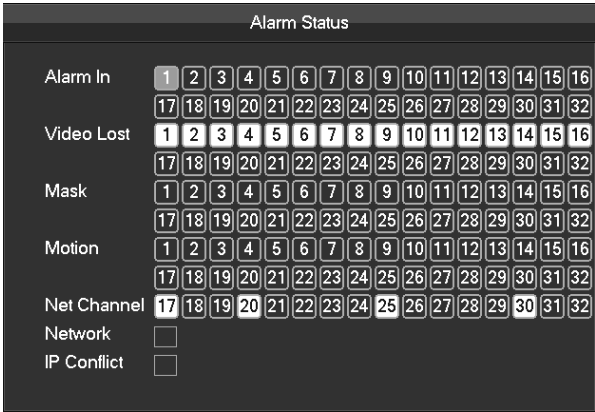 Alarm Status
Alarm In 1 2 3 4 5 6 7 8 9 10 11 12 13 14 15 16
17 18 19 20 21 22 23 24 25 26 27 28 29 30 31 32
Video Lost 1 2 3 4 5 6 7 8 9 10 11 12 13 14 15 16
17 18 19 20 21 22 23 24 25 26 27 28 29 30 31 32
Mask 1 2 3 4 5 6 7 8 9 10 11 12 13 14 15 16
17 18 19 20 21 22 23 24 25 26 27 28 29 30 31 32
Motion 1 2 3 4 5 6 7 8 9 10 11 12 13 14 15 16
17 18 19 20 21 22 23 24 25 26 27 28 29 30 31 32
Net Channel 17 18 19 20 21 22 23 24 25 26 27 28 29 30 31 32
Network
IP Conflict